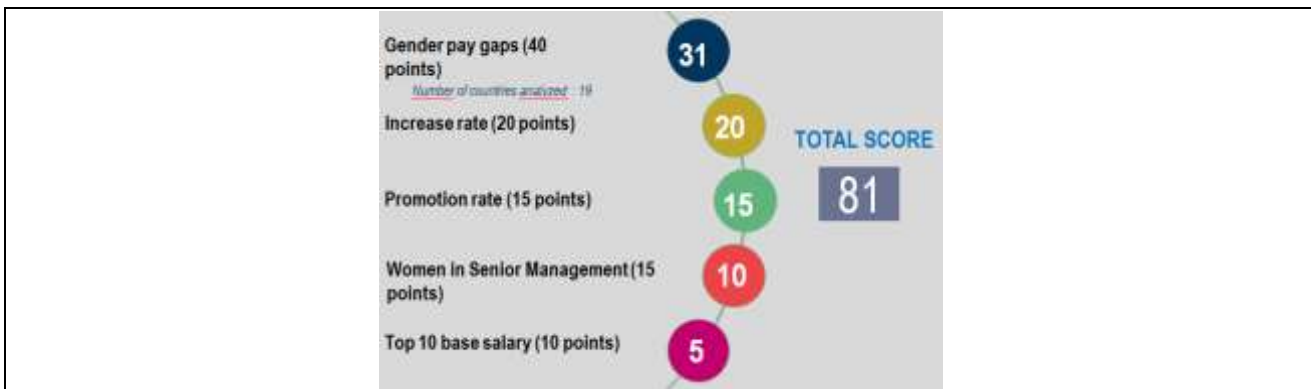 Gender pay gaps (40
points)
31
Number of countries analyzed : 19
Increase rate (20 points)
20
TOTAL SCORE
81
Promotion rate (15 points)
15
Women in Senior Management (15
points)
10
Top 10 base salary (10 points)
5